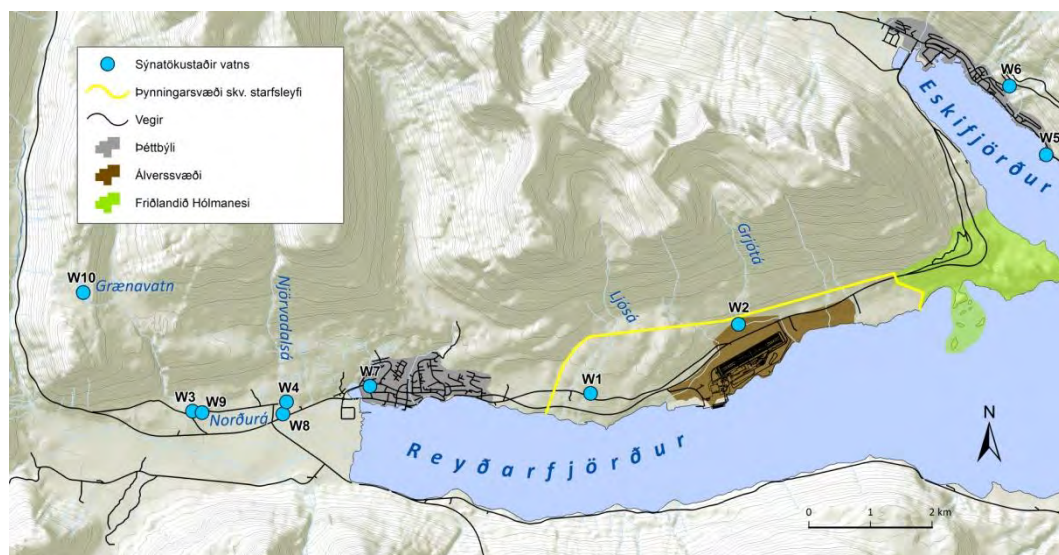 Sýnatökustaðir vatns
Þynningarsvæði skv. starfsleyfi
Vegir
Þéttbýli
Álverssvæði
Friðlandið Hólmanesi
W6
W5
Eskifjörður
W10
Grænavatn
Njörvadalsá
Ljósá
Grjótá
W2
W7
W1
W4
W3
W9
Norðurá
W8
Reyðarfjörður
N
0 1 2 km